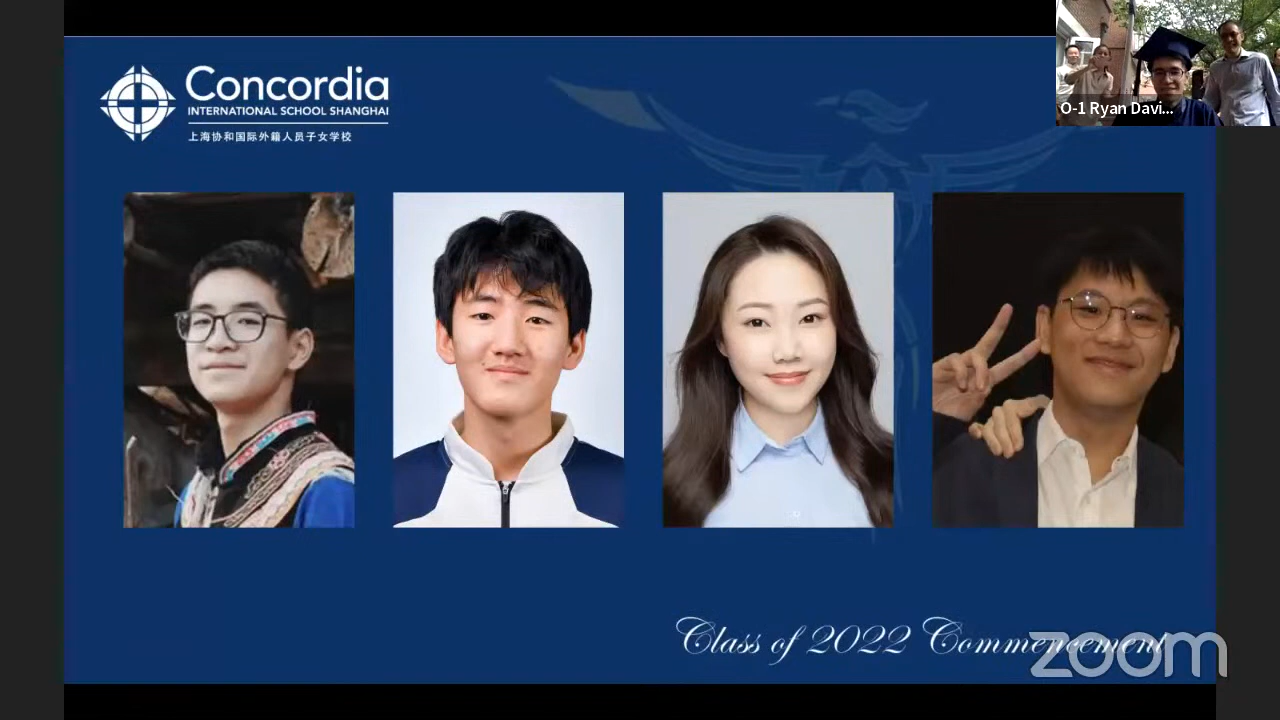 Concordia
INTERNATIONAL SCHOOL SHANGHAI
上海协和国际外籍人员子女学校
O-1 Ryan Davi...
Class of 2022 Commencement
zoom